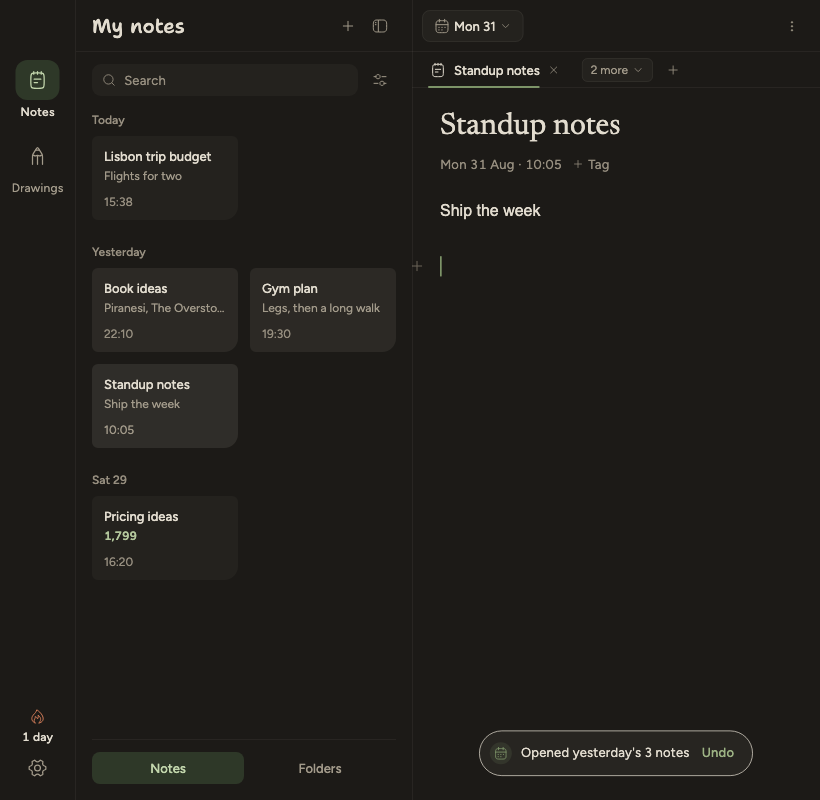 My notes
Mon 31
Search
Standup notes
2 more
Notes
Drawings
Today
Lisbon trip budget
Flights for two
15:38
Yesterday
Book ideas
Piranesi, The Oversto...
22:10
Gym plan
Legs, then a long walk
19:30
Standup notes
Ship the week
10:05
Sat 29
Pricing ideas
1,799
16:20
Standup notes
Mon 31 Aug · 10:05 + Tag
Ship the week
1 day
Notes
Folders
Opened yesterday's 3 notes Undo